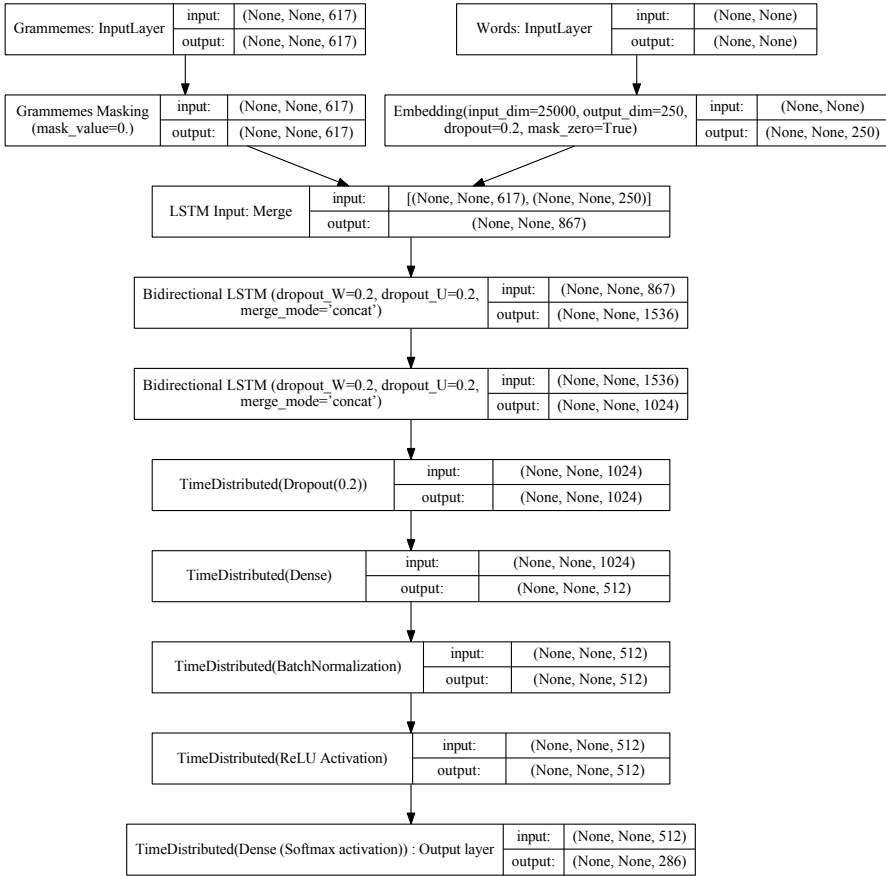 Grammemes: InputLayer
input: (None, None, 617)
output: (None, None, 617)
Words: InputLayer
input: (None, None)
output: (None, None)
Grammemes Masking
(mask_value=0.)
input: (None, None, 617)
output: (None, None, 617)
Embedding(input_dim=25000, output_dim=250,
dropout=0.2, mask_zero=True)
input: (None, None)
output: (None, None, 250)
LSTM Input: Merge
input: [(None, None, 617), (None, None, 250)]
output: (None, None, 867)
Bidirectional LSTM (dropout_W=0.2, dropout_U=0.2,
merge_mode=’concat’)
input: (None, None, 867)
output: (None, None, 1536)
Bidirectional LSTM (dropout_W=0.2, dropout_U=0.2,
merge_mode=’concat’)
input: (None, None, 1536)
output: (None, None, 1024)
TimeDistributed(Dropout(0.2))
input: (None, None, 1024)
output: (None, None, 1024)
TimeDistributed(Dense)
input: (None, None, 1024)
output: (None, None, 512)
TimeDistributed(BatchNormalization)
input: (None, None, 512)
output: (None, None, 512)
TimeDistributed(ReLU Activation)
input: (None, None, 512)
output: (None, None, 512)
TimeDistributed(Dense (Softmax activation)) : Output layer
input: (None, None, 512)
output: (None, None, 286)